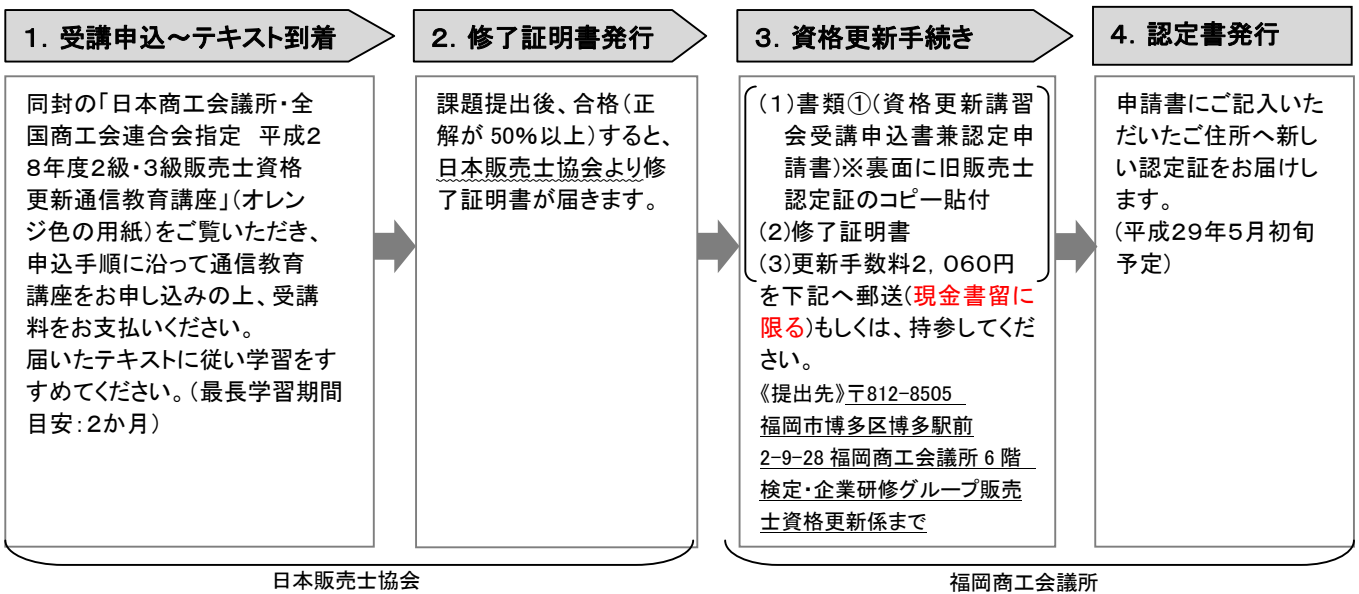 1．受講申込～テキスト到着
同封の「日本商工会議所・全
国商工会連合会指定　平成2
8年度2級・3級販売士資格
更新通信教育講座」（オレン
ジ色の用紙）をご覧いただき、
申込手順に沿って通信教育
講座をお申し込みの上、受講
料をお支払いください。
届いたテキストに従い学習をす
すめてください。（最長学習期間
目安：2か月）
2．修了証明書発行
課題提出後、合格（正
解が 50%以上）すると、
日本販売士協会より修
了証明書が届きます。
3．資格更新手続き
（1）書類①（資格更新講習
会受講申込書兼認定申
請書）※裏面に旧販売士
認定証のコピー貼付
（2）修了証明書
（3）更新手数料2，060円
を下記へ郵送（現金書留に
限る）もしくは、持参してくだ
さい。
《提出先》〒812-8505
福岡市博多区博多駅前
2-9-28 福岡商工会議所 6 階
検定・企業研修グループ販売
士資格更新係まで
4．認定書発行
申請書にご記入いた
だいたご住所へ新し
い認定証をお届けし
ます。
（平成29年5月初旬
予定）
日本販売士協会
福岡商工会議所